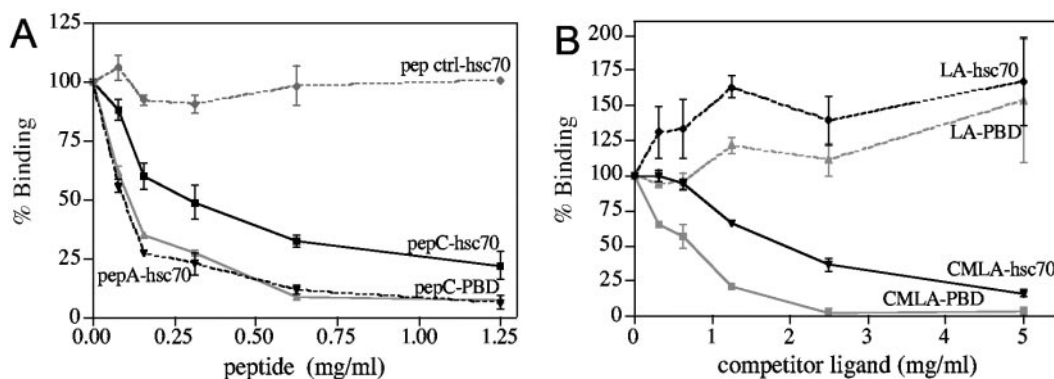 A
% Binding
125
100
75
50
25
0
0.00
0.25
0.50
0.75
1.00
1.25
peptide (mg/ml)
pep ctrl-hsc70
pepC-hsc70
pepA-hsc70
pepC-PBD
B
% Binding
200
175
150
125
100
75
50
25
0
0
1
2
3
4
5
competitor ligand (mg/ml)
LA-hsc70
LA-PBD
CMLA-hsc70
CMLA-PBD